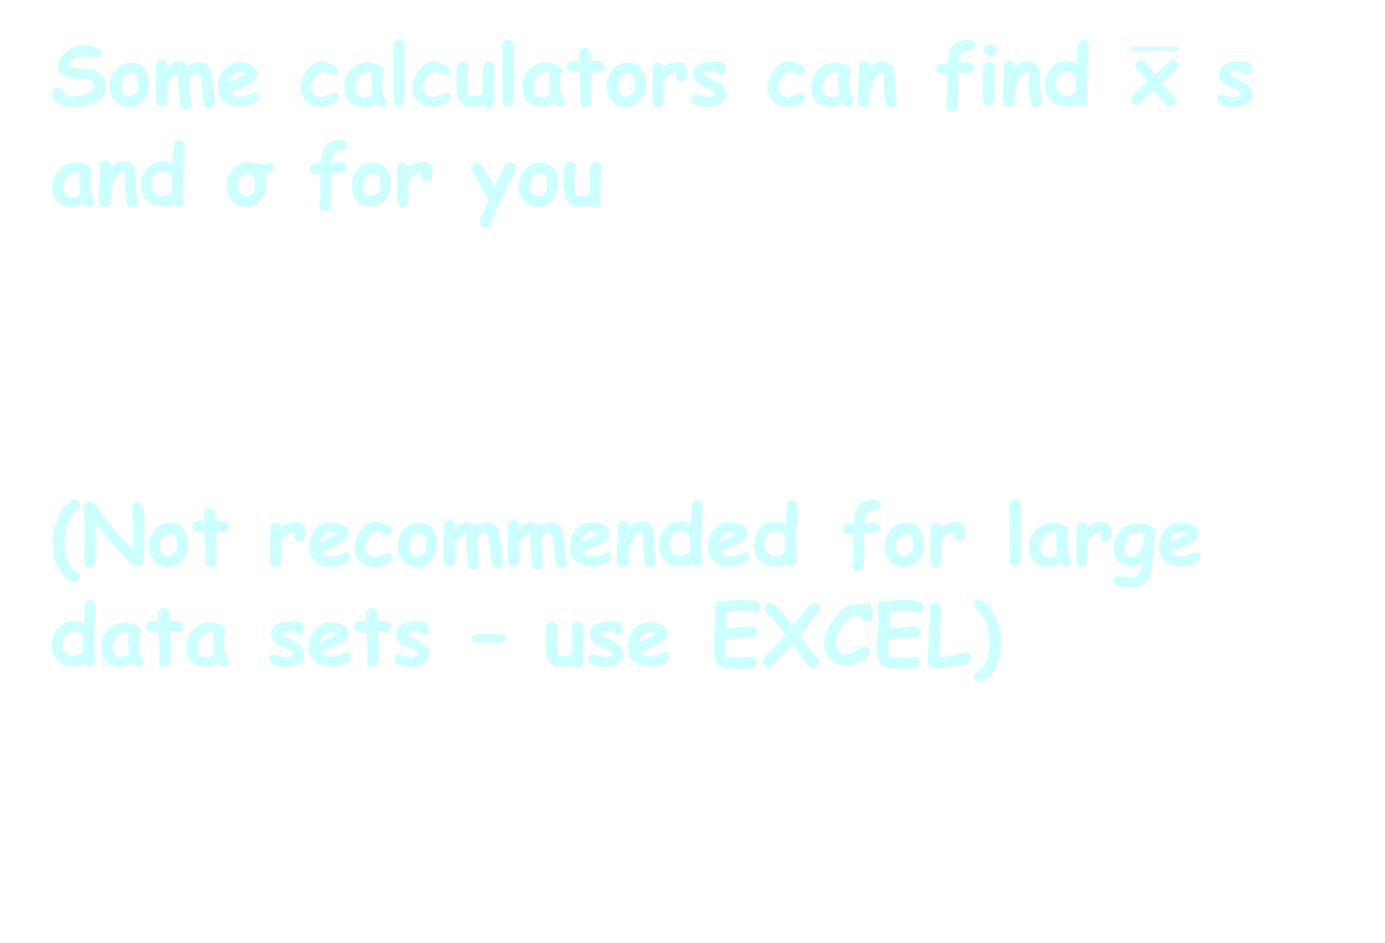 Some calculators can find x̅ s
and σ for you
(Not recommended for large
data sets – use EXCEL)